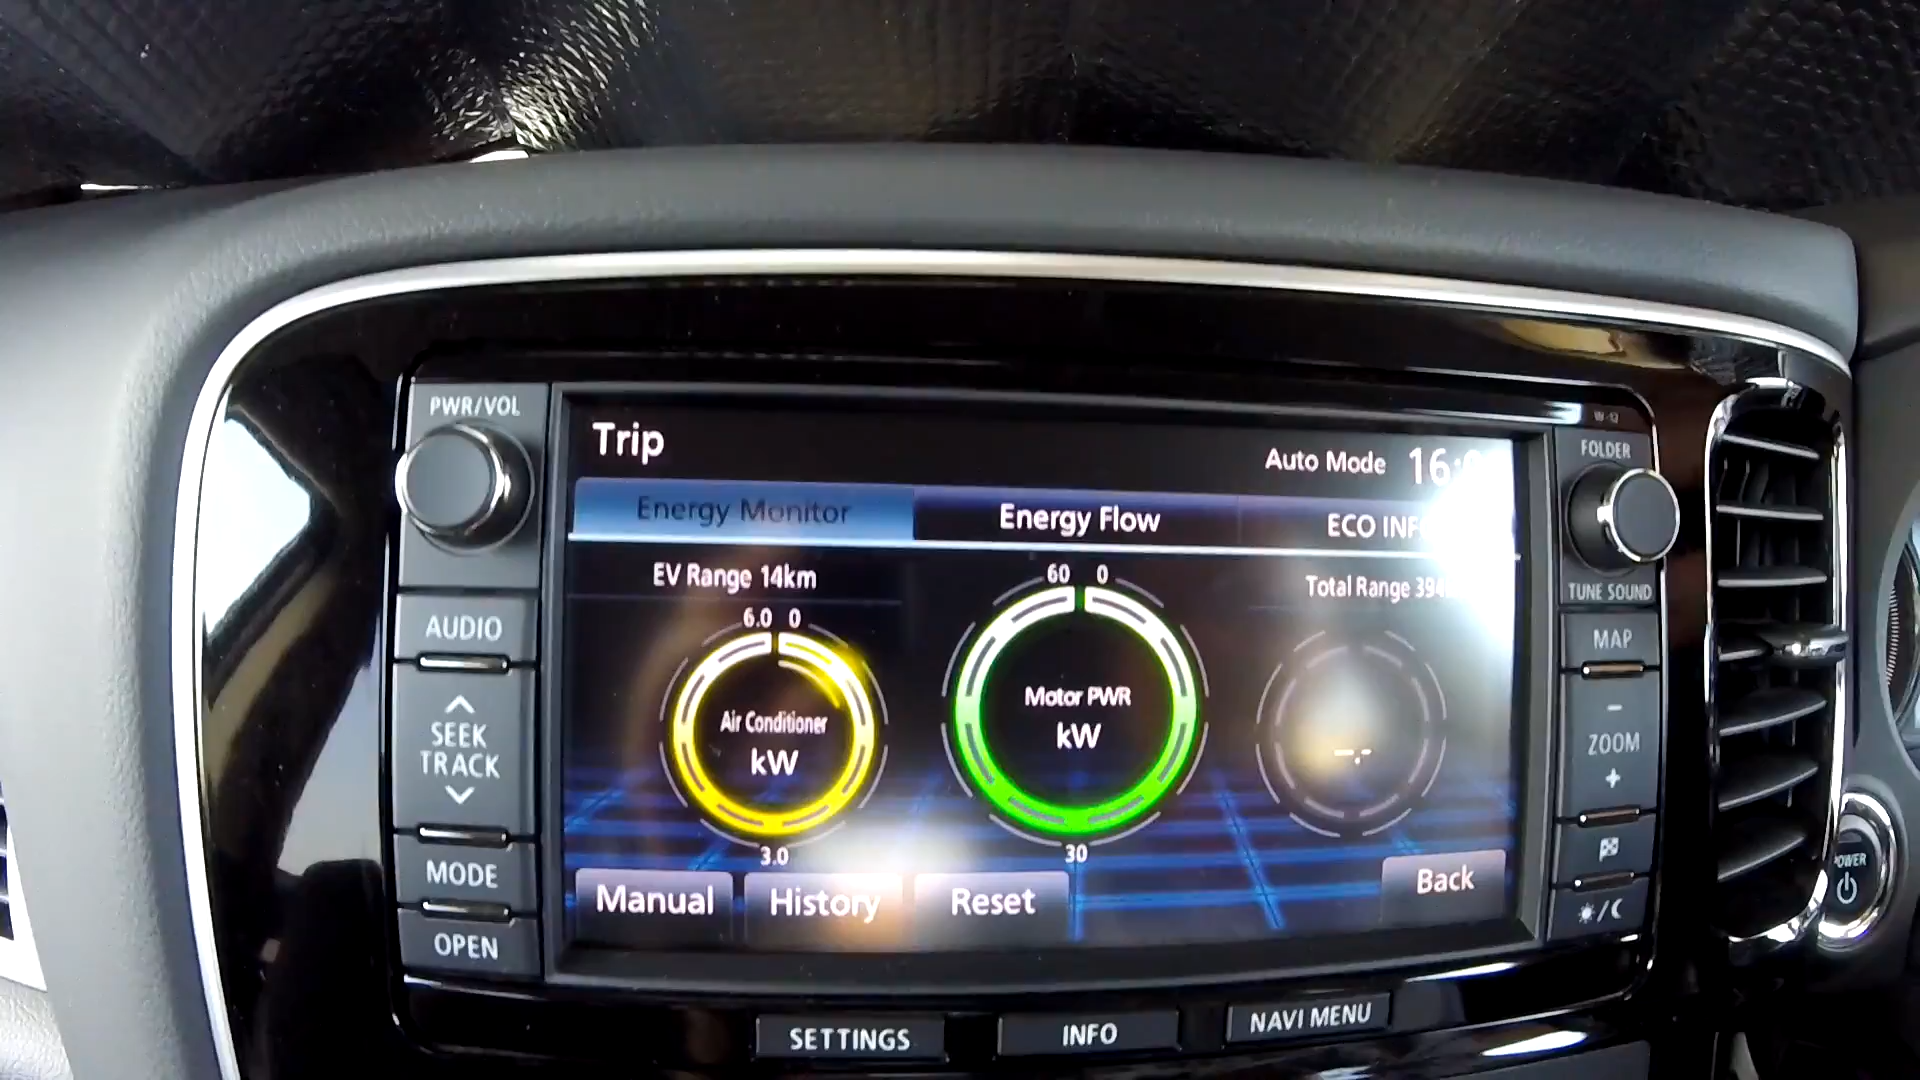 PWR/VOL
AUDIO
SEEK
TRACK
MODE
OPEN
Trip
Auto Mode
Energy Monitor
Energy Flow
ECO
EV Range 14km
6.0 0
Air Conditioner
kW
3.0
60 0
Motor PWR
kW
30
Total Range
--.-
Manual
History
Reset
Back
FOLDER
TUNE SOUND
MAP
-
ZOOM
+
POWER
SETTINGS
INFO
NAVI MENU